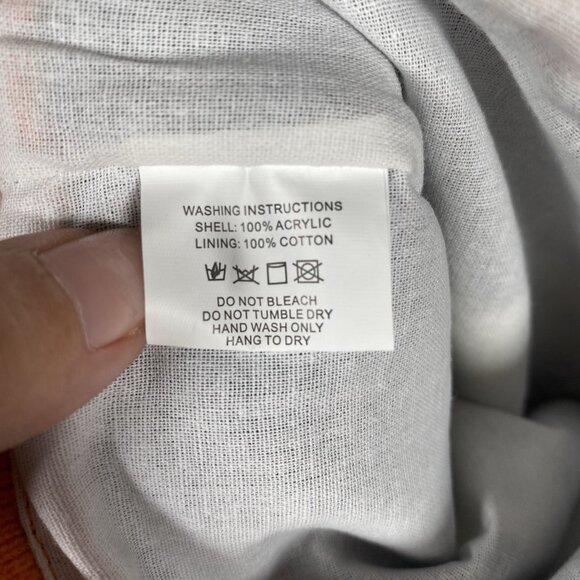 WASHING INSTRUCTIONS
SHELL: 100% ACRYLIC
LINING: 100% COTTON
DO NOT BLEACH
DO NOT TUMBLE DRY
HAND WASH ONLY
HANG TO DRY